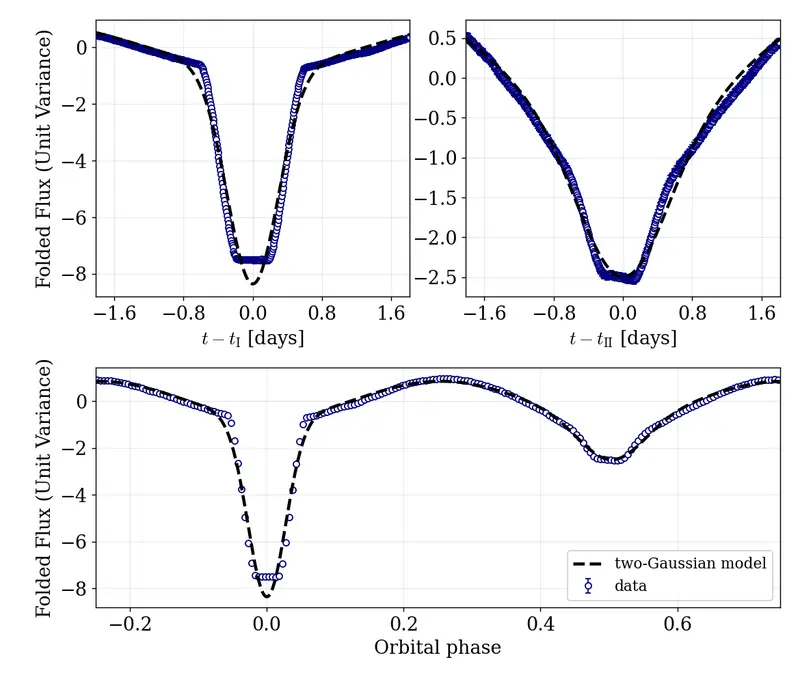 Folded Flux (Unit Variance)
0
−2
−4
−6
−8
−1.6 −0.8 0.0 0.8 1.6
t − t_I [days]
0.5
0.0
−0.5
−1.0
−1.5
−2.0
−2.5
−1.6 −0.8 0.0 0.8 1.6
t − t_II [days]
Folded Flux (Unit Variance)
0
−2
−4
−6
−8
two-Gaussian model
data
−0.2 0.0 0.2 0.4 0.6
Orbital phase